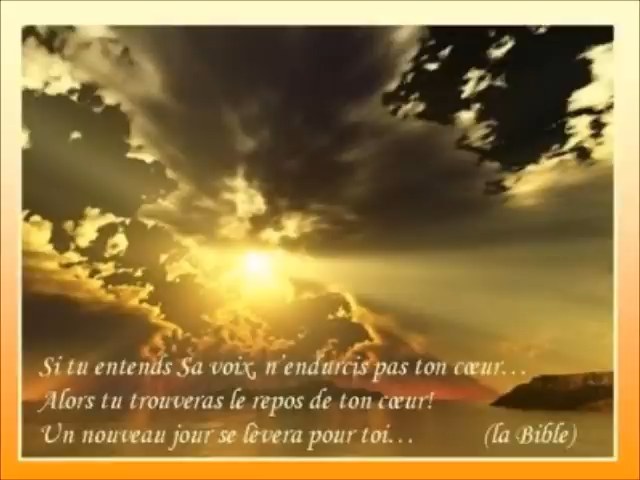 Si tu entends Sa voix, n'endurcis pas ton cœur...
Alors tu trouveras le repos de ton cœur!
Un nouveau jour se lèvera pour toi... (la Bible)